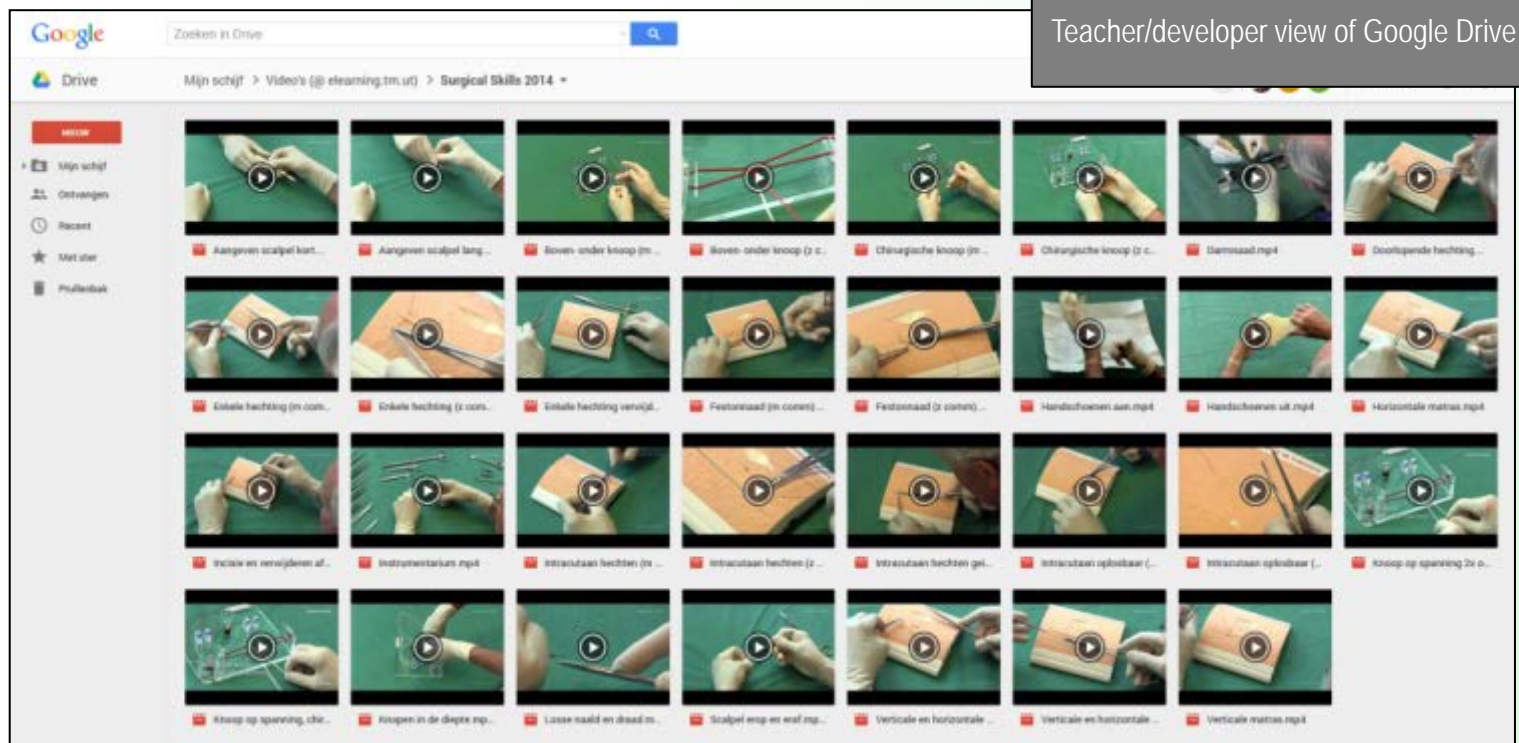 Teacher/developer view of Google Drive
Google
Zoeken in Drive
Drive
Mijn schijf > Video's (@ elearning.tm.ut) > Surgical Skills 2014
NIEUW
Mijn schijf
Ontvangen
Recent
Met ster
Prullenbak
Aangeven scalpel kort...
Aangeven scalpel lang...
Boven- onder knoop (m ...
Boven- onder knoop (z c...
Chirurgische knoop (m ...
Chirurgische knoop (z c...
Darmnaad.mp4
Doorlopende hechting...
Enkele hechting (m com...
Enkele hechting (z com...
Enkele hechting verwijd...
Festonnaad (m comm)...
Festonnaad (z comm)...
Handschoenen aan.mp4
Handschoenen uit.mp4
Horizontale matras.mp4
Incisie en verwijderen af...
Instrumentarium.mp4
Intracutaan hechten (m ...
Intracutaan hechten (z ...
Intracutaan hechten geï...
Intracutaan oplosbaar (...
Intracutaan oplosbaar (...
Knoop op spanning 2x o...
Knoop op spanning, chir...
Knopen in de diepte.mp...
Losse naald en draad.m...
Scalpel erop en eraf.mp...
Verticale en horizontale ...
Verticale en horizontale ...
Verticale matras.mp4